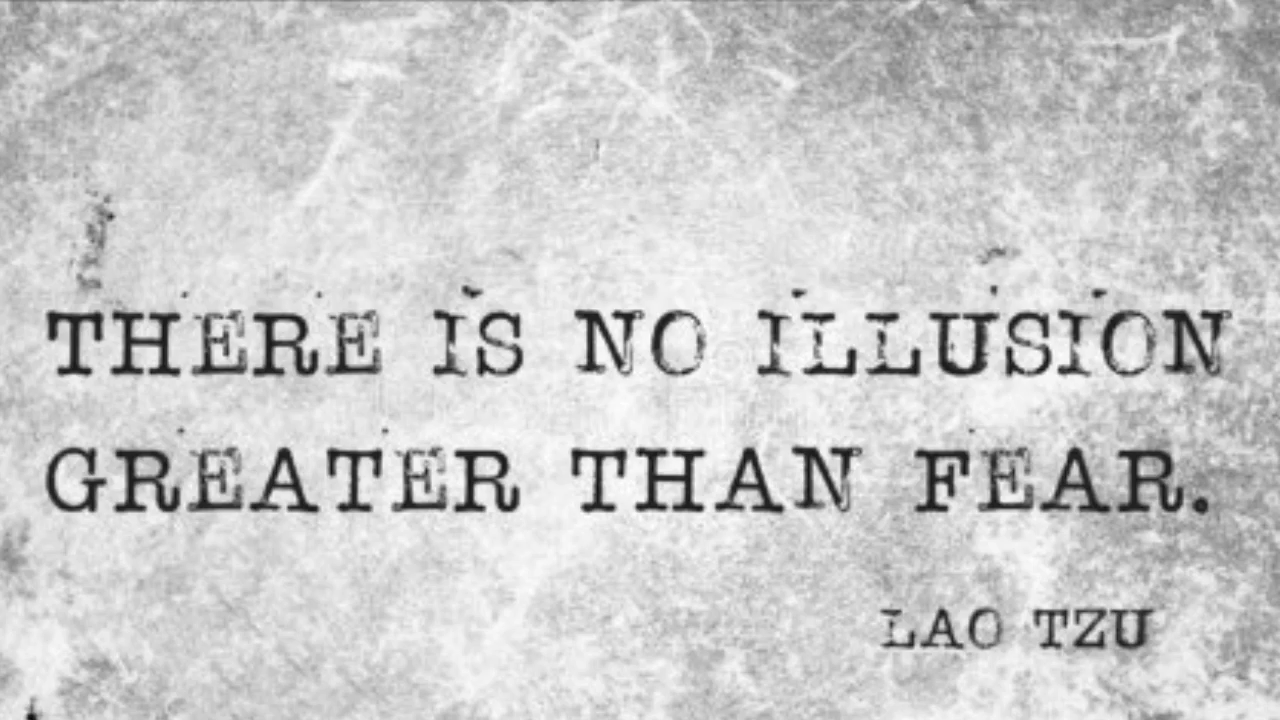 THERE IS NO ILLUSION
GREATER THAN FEAR.
LAO TZU